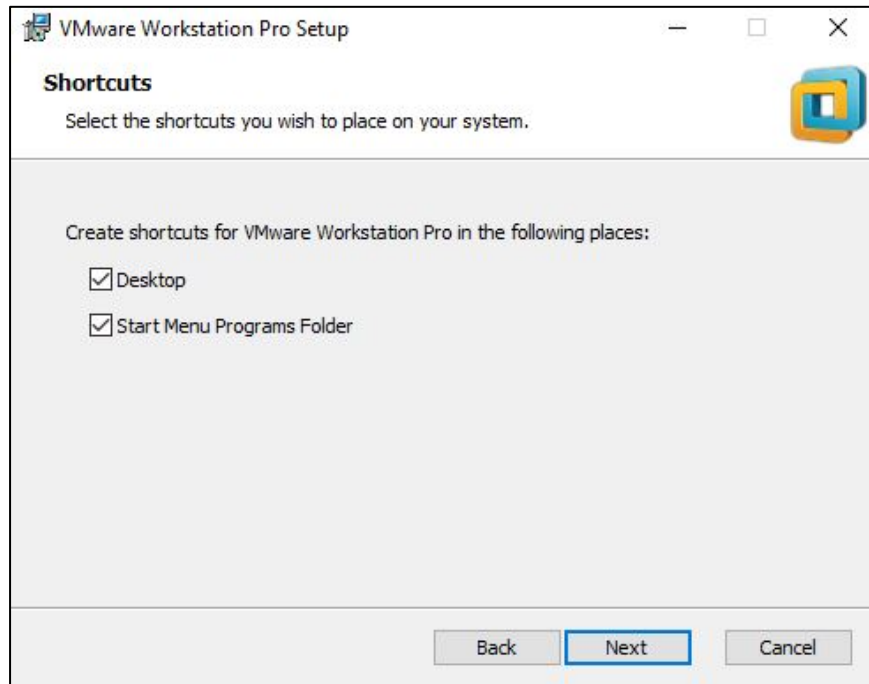 VMware Workstation Pro Setup
Shortcuts
Select the shortcuts you wish to place on your system.
Create shortcuts for VMware Workstation Pro in the following places:
Desktop
Start Menu Programs Folder
Back Next Cancel